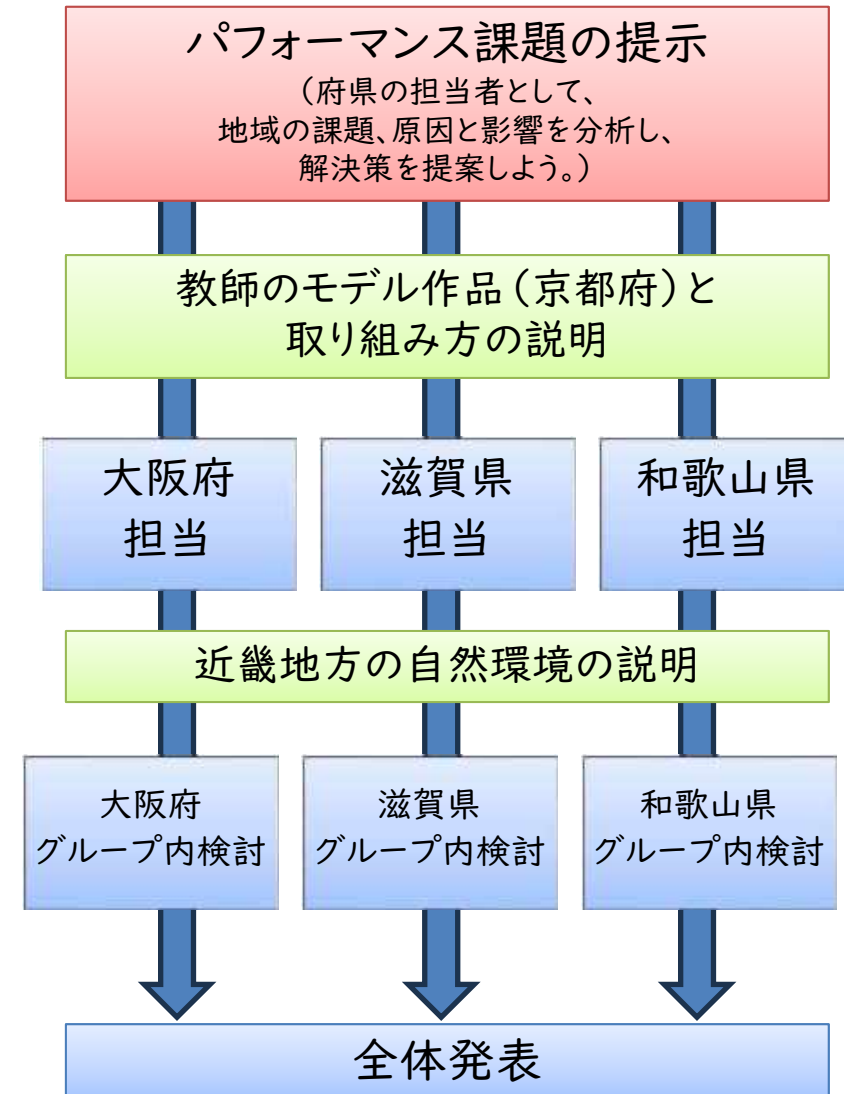 パフォーマンス課題の提示
（府県の担当者として、
地域の課題、原因と影響を分析し、
解決策を提案しよう。）
教師のモデル作品（京都府）と
取り組み方の説明
大阪府
担当
滋賀県
担当
和歌山県
担当
近畿地方の自然環境の説明
大阪府
グループ内検討
滋賀県
グループ内検討
和歌山県
グループ内検討
全体発表